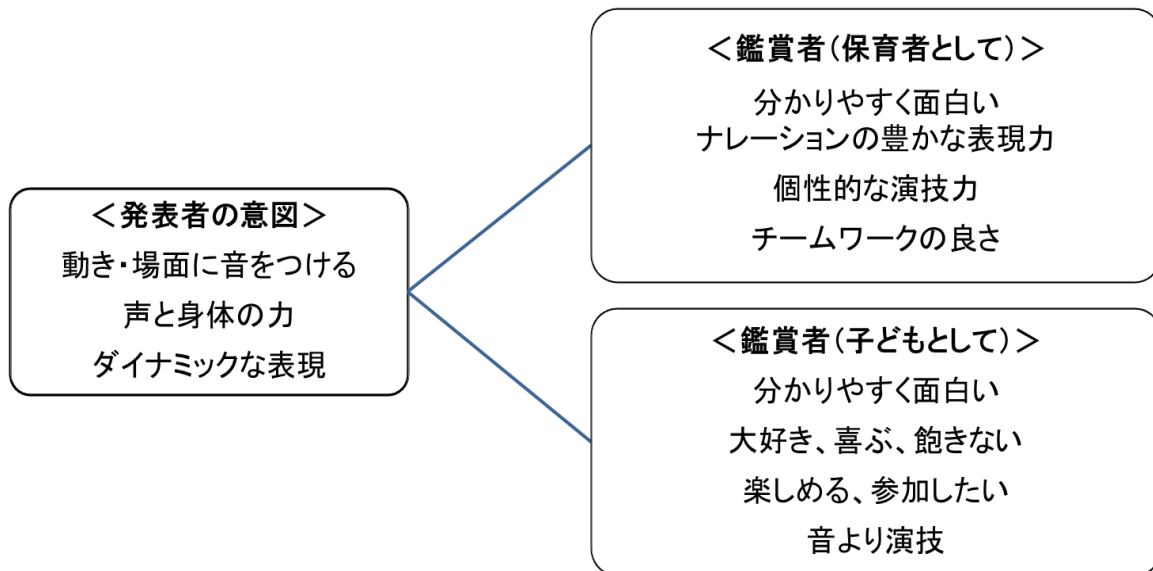 ＜発表者の意図＞
動き・場面に音をつける
声と身体の力
ダイナミックな表現
＜鑑賞者（保育者として）＞
分かりやすく面白い
ナレーションの豊かな表現力
個性的な演技力
チームワークの良さ
＜鑑賞者（子どもとして）＞
分かりやすく面白い
大好き、喜ぶ、飽きない
楽しめる、参加したい
音より演技